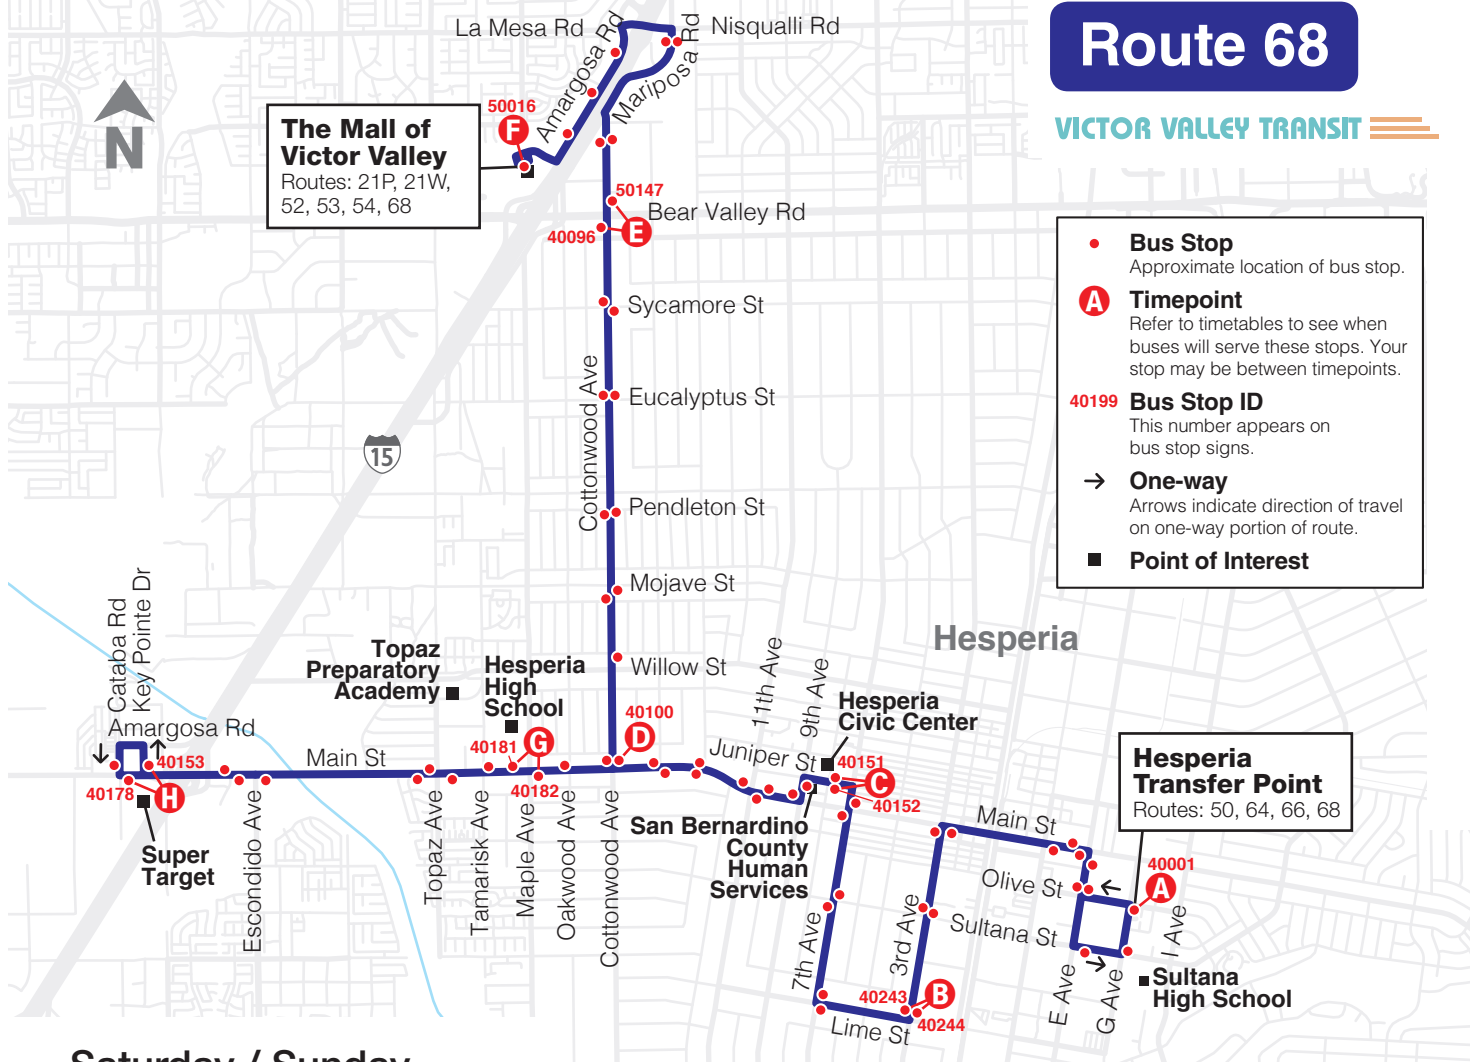 La Mesa Rd
Nisqualli Rd
Amargosa Rd
Mariposa Rd
Route 68
VICTOR VALLEY TRANSIT
N
50016
F
The Mall of
Victor Valley
Routes: 21P, 21W,
52, 53, 54, 68
50147
Bear Valley Rd
40096
E
Sycamore St
Cottonwood Ave
Eucalyptus St
15
Pendleton St
Mojave St
Willow St
Bus Stop
Approximate location of bus stop.
A
Timepoint
Refer to timetables to see when
buses will serve these stops. Your
stop may be between timepoints.
40199
Bus Stop ID
This number appears on
bus stop signs.
One-way
Arrows indicate direction of travel
on one-way portion of route.
Point of Interest
Hesperia
Cataba Rd
Key Pointe Dr
Amargosa Rd
Topaz
Preparatory
Academy
Hesperia
High
School
40181
G
40182
40100
D
Main St
40153
40178
H
Super
Target
Escondido Ave
Topaz Ave
Tamarisk Ave
Maple Ave
Oakwood Ave
Cottonwood Ave
11th Ave
9th Ave
Juniper St
Hesperia
Civic Center
40151
C
40152
San Bernardino
County
Human
Services
7th Ave
3rd Ave
40243
B
40244
Lime St
Main St
Olive St
Sultana St
Hesperia
Transfer Point
Routes: 50, 64, 66, 68
40001
A
I Ave
E Ave
G Ave
Sultana
High School
Saturday / Sunday